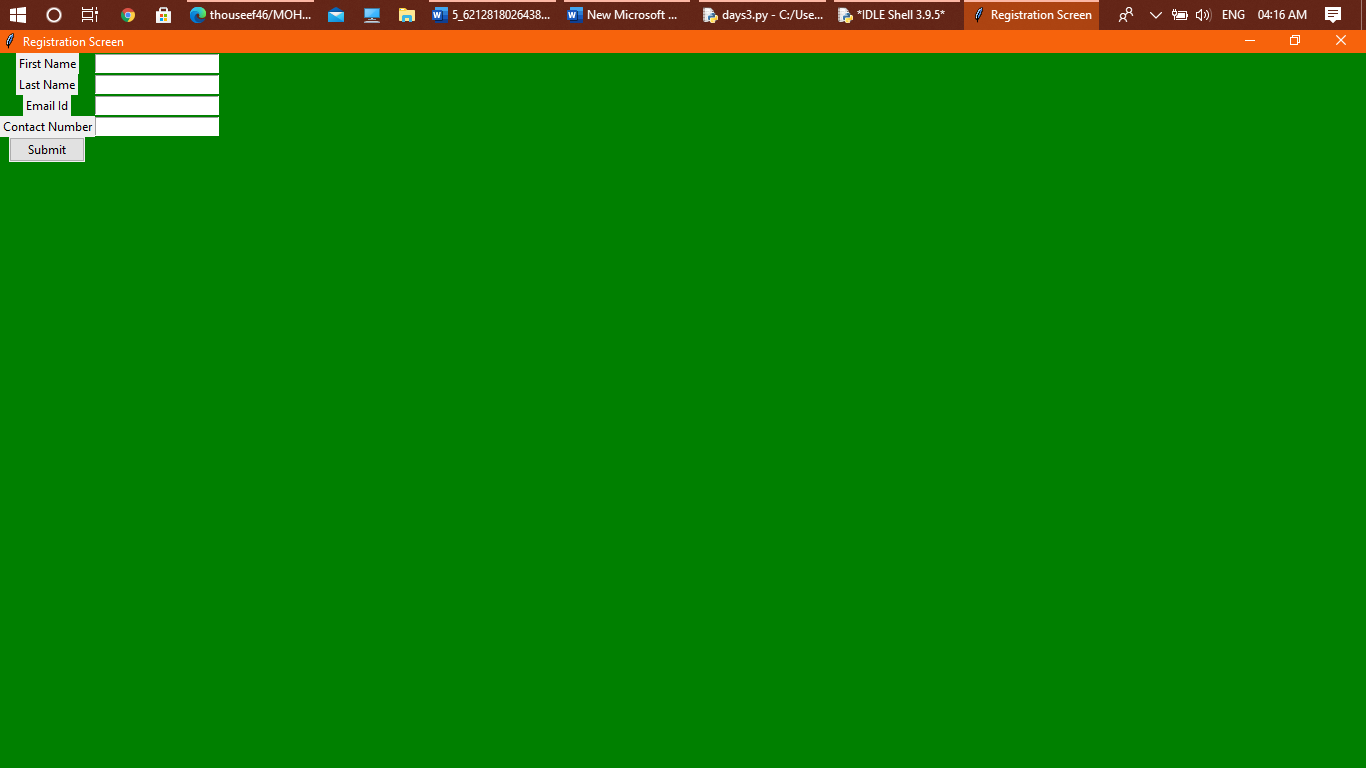 thouseef46/MOH... 5_6212818026438... New Microsoft ... days3.py - C:/Use... *IDLE Shell 3.9.5* Registration Screen ENG 04:16 AM
Registration Screen
First Name
Last Name
Email Id
Contact Number
Submit